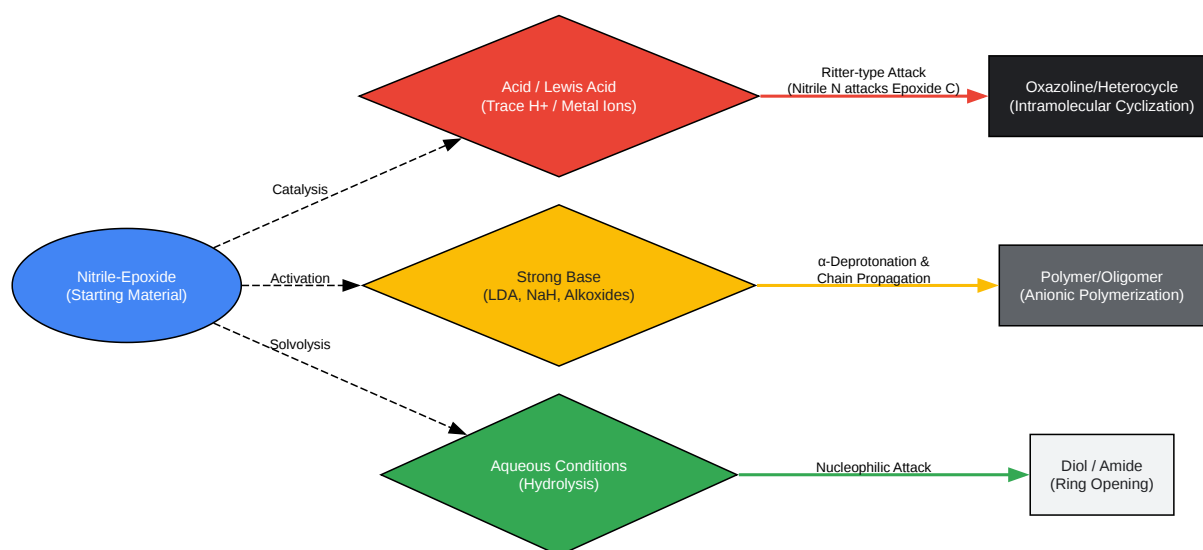 Acid / Lewis Acid
(Trace H+ / Metal Ions)
Ritter-type Attack
(Nitrile N attacks Epoxide C)
Oxazoline/Heterocycle
(Intramolecular Cyclization)
Catalysis
Nitrile-Epoxide
(Starting Material)
Activation
Strong Base
(LDA, NaH, Alkoxides)
α-Deprotonation &
Chain Propagation
Polymer/Oligomer
(Anionic Polymerization)
Solvolysis
Aqueous Conditions
(Hydrolysis)
Nucleophilic Attack
Diol / Amide
(Ring Opening)